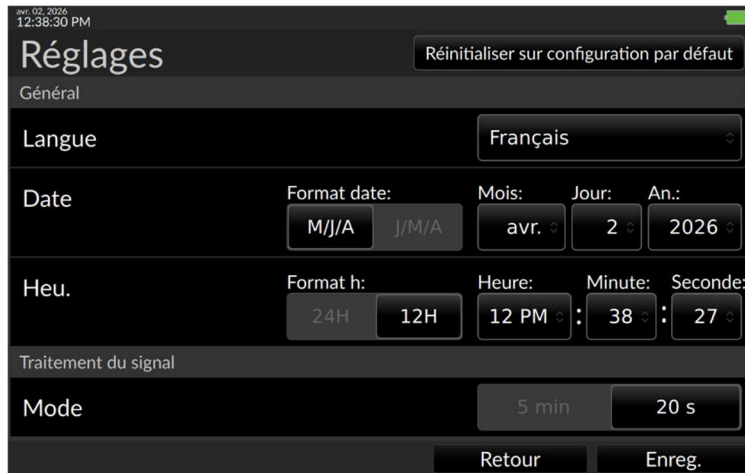 avr. 02, 2026
12:38:30 PM
Réglages
Réinitialiser sur configuration par défaut
Général
Langue
Français
Date
Format date:
Mois:
Jour:
An.:
M/J/A
J/M/A
avr.
2
2026
Heu.
Format h:
Heure:
Minute:
Seconde:
24H
12H
12 PM
:
38
:
27
Traitement du signal
Mode
5 min
20 s
Retour
Enreg.